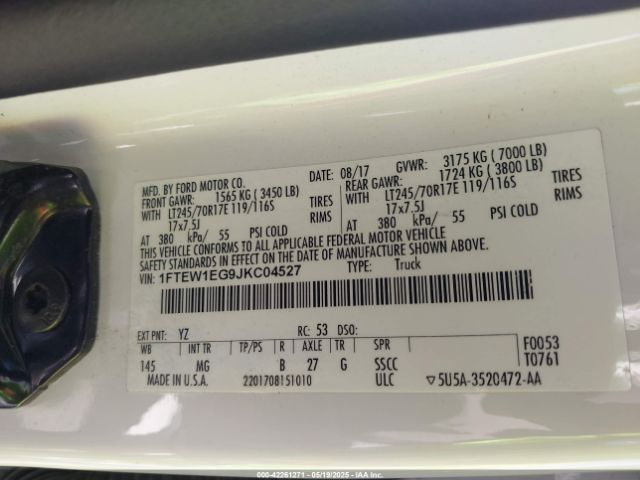 MFD. BY FORD MOTOR CO.
DATE: 08/17 GVWR: 3175 KG ( 7000 LB)
FRONT GAWR: 1565 KG ( 3450 LB)
REAR GAWR: 1724 KG ( 3800 LB)
WITH LT245/70R17E 119/116S TIRES
WITH LT245/70R17E 119/116S TIRES
17x7.5J RIMS
17x7.5J RIMS
AT 380 kPa/ 55 PSI COLD
AT 380 kPa/ 55 PSI COLD
THIS VEHICLE CONFORMS TO ALL APPLICABLE FEDERAL MOTOR VEHICLE
SAFETY STANDARDS IN EFFECT ON THE DATE OF MANUFACTURE SHOWN ABOVE.
VIN: 1FTEW1EG9JKC04527 TYPE: Truck
EXT PNT: YZ RC: 53 DSO:
WB INT TR TP/PS R AXLE TR SPR F0053
145 MG B 27 G SSCC T0761
MADE IN U.S.A. 2201708151010 ULC ▽5U5A-3520472-AA
000-42261271 - 05/19/2025 - IAA Inc.